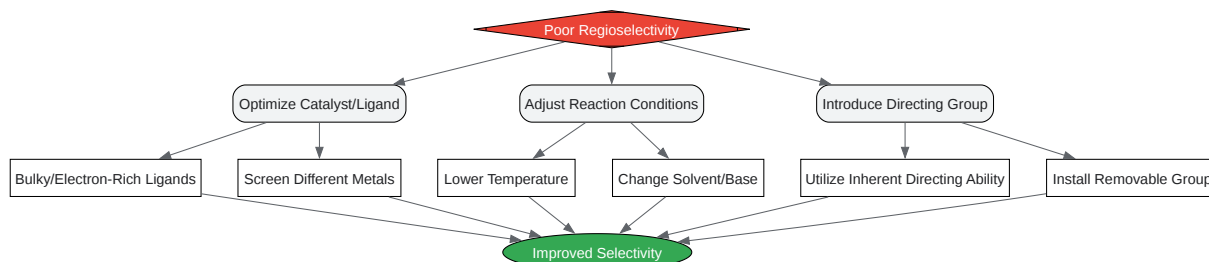 Poor Regioselectivity
Optimize Catalyst/Ligand
Adjust Reaction Conditions
Introduce Directing Group
Bulky/Electron-Rich Ligands
Screen Different Metals
Lower Temperature
Change Solvent/Base
Utilize Inherent Directing Ability
Install Removable Group
Improved Selectivity